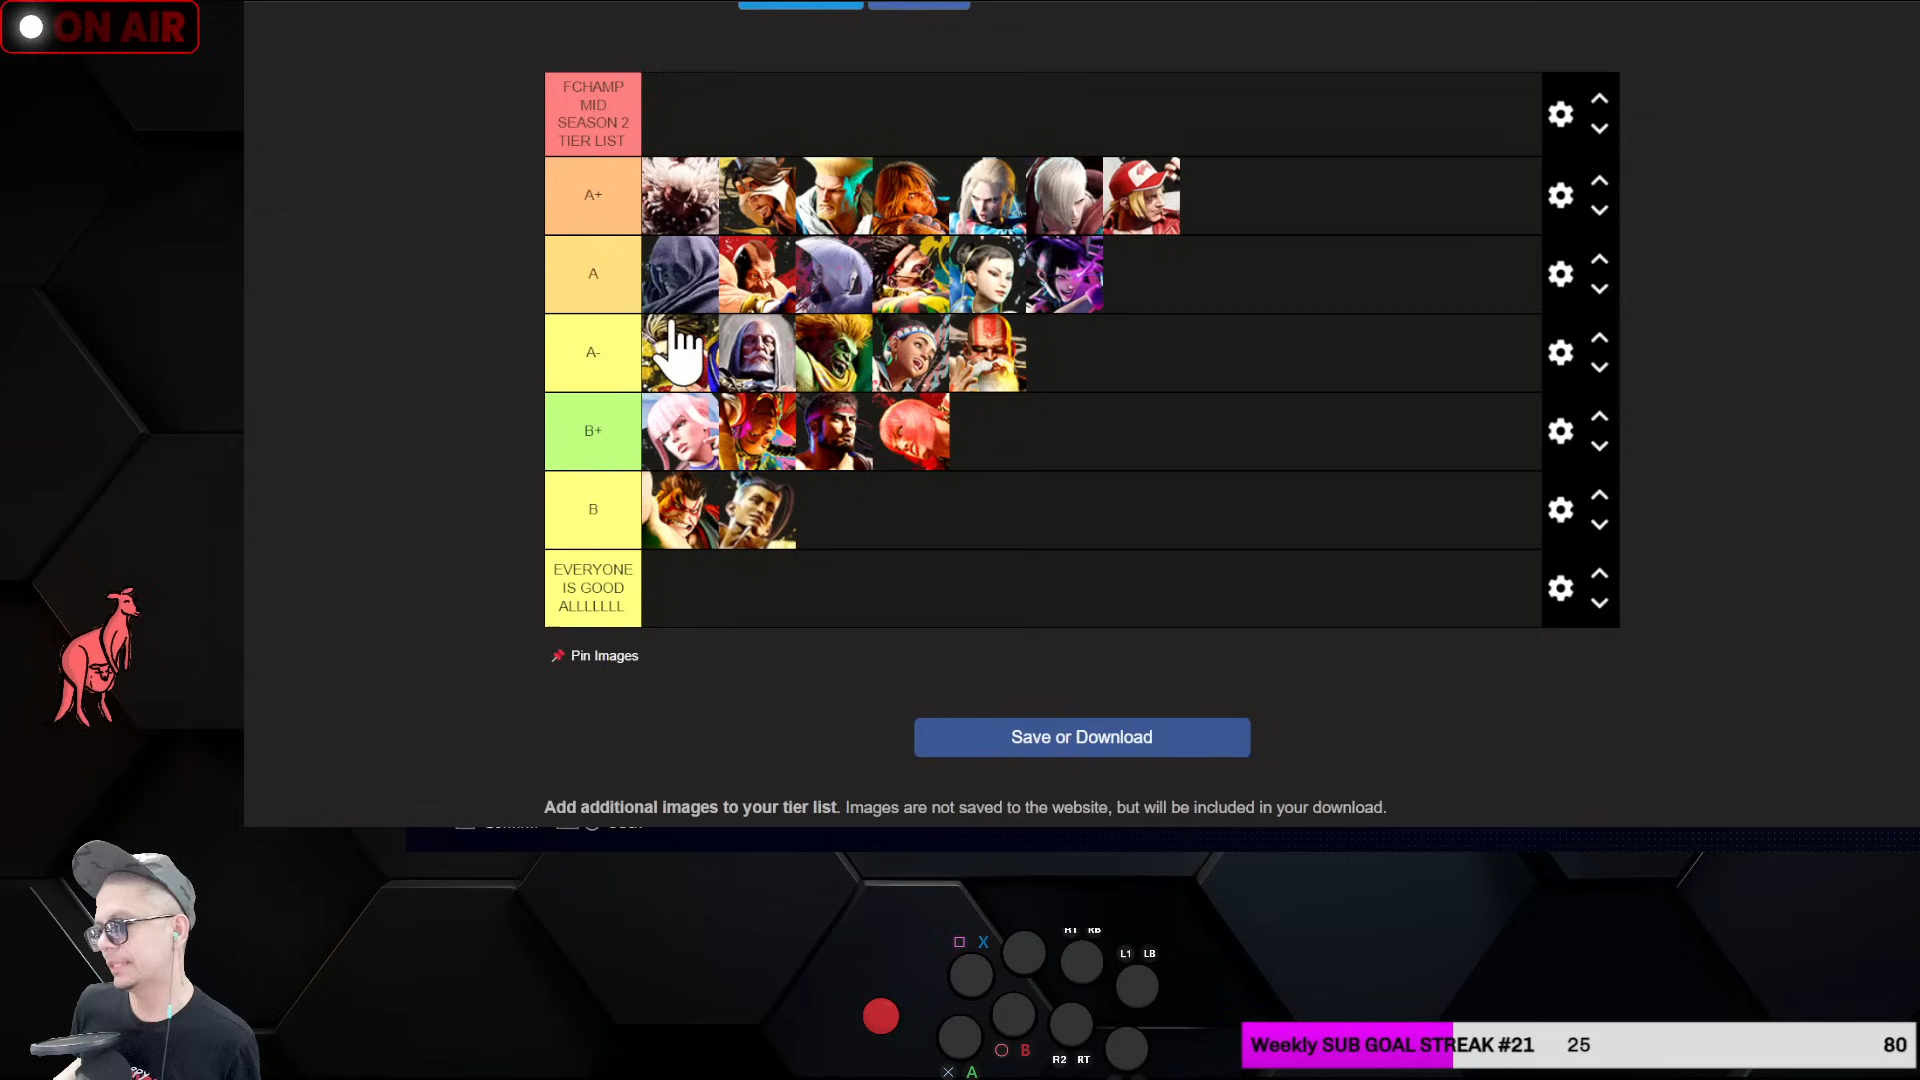 ON AIR
FCHAMP
MID
SEASON 2
TIER LIST
A+
A
A-
B+
B
EVERYONE
IS GOOD
ALLLLLLL
Pin Images
Save or Download
Add additional images to your tier list. Images are not saved to the website, but will be included in your download.
R1 RB
X
L1 LB
B
R2 RT
A
Weekly SUB GOAL STREAK #21 25 80